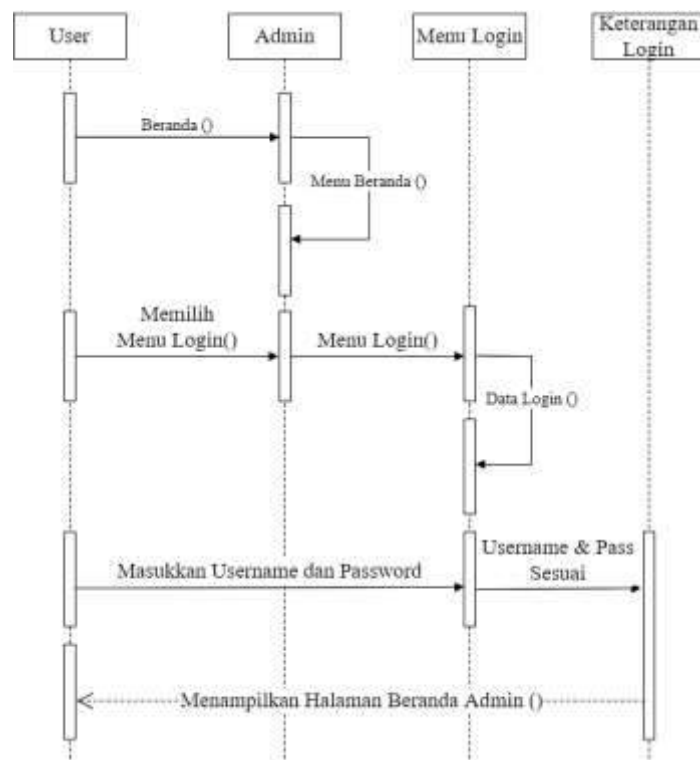 User
Admin
Menu Login
Keterangan
Login
Beranda ()
Menu Beranda ()
Memilih
Menu Login()
Menu Login()
Data Login ()
Username & Pass
Sesuai
Masukkan Username dan Password
Menampilkan Halaman Beranda Admin ()